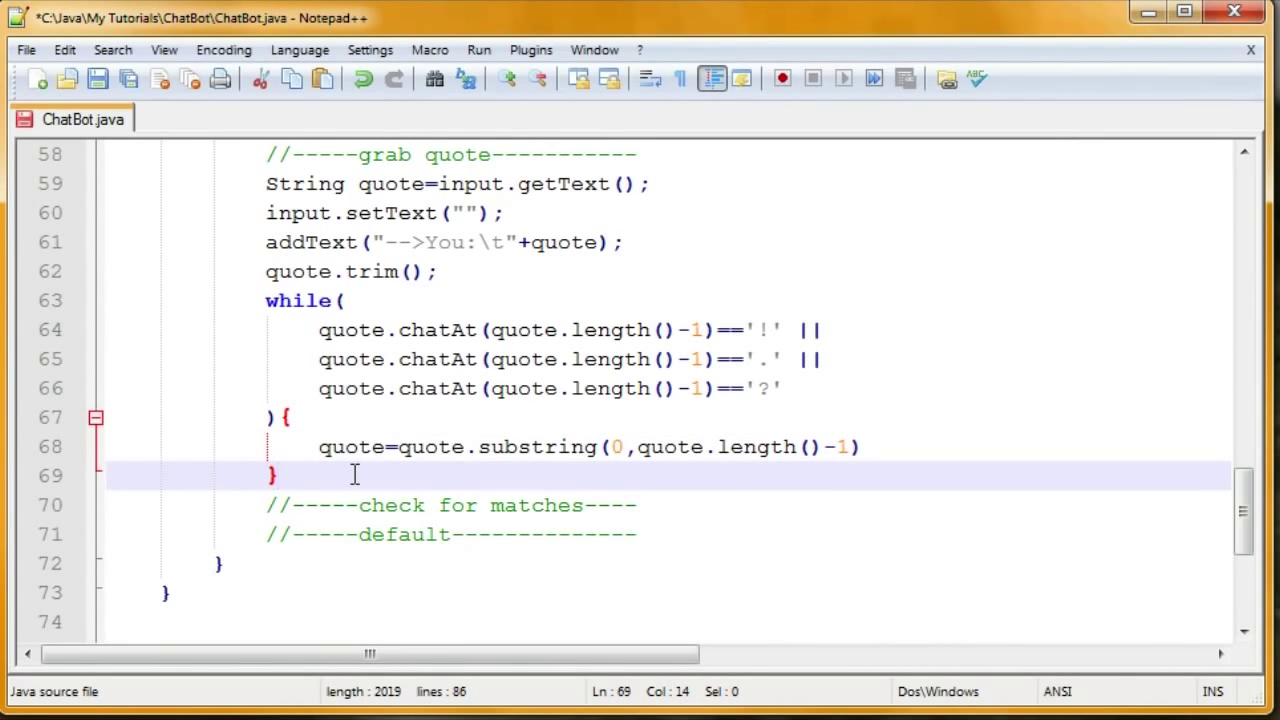 *C:\Java\My Tutorials\ChatBot\ChatBot.java - Notepad++
File Edit Search View Encoding Language Settings Macro Run Plugins Window ? X
ABC
ChatBot.java
58 //-----grab quote-----------
59 String quote=input.getText();
60 input.setText("");
61 addText("-->You:\t"+quote);
62 quote.trim();
63 while(
64 quote.chatAt(quote.length()-1)=='!' ||
65 quote.chatAt(quote.length()-1)=='.' ||
66 quote.chatAt(quote.length()-1)=='?'
67 ){
68 quote=quote.substring(0,quote.length()-1)
69 }
70 //-----check for matches----
71 //-----default--------------
72 }
73 }
74
Java source file length : 2019 lines : 86 Ln : 69 Col : 14 Sel : 0 Dos\Windows ANSI INS